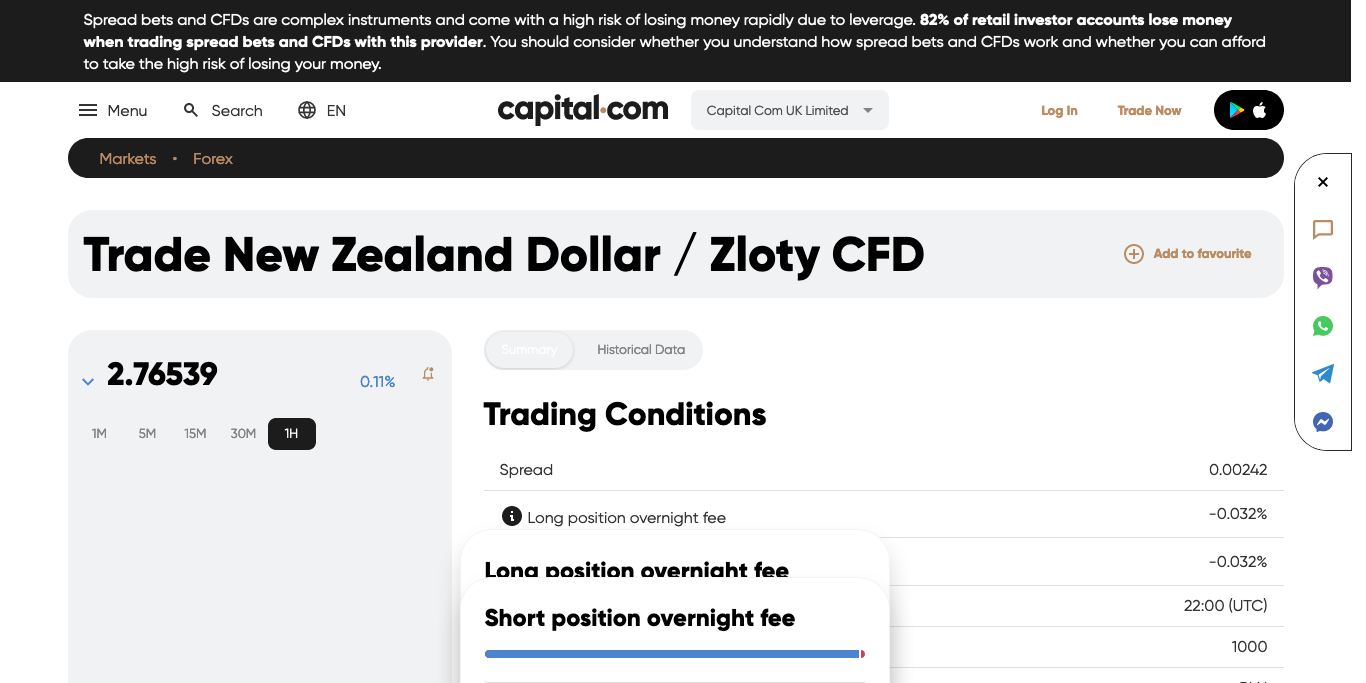 Spread bets and CFDs are complex instruments and come with a high risk of losing money rapidly due to leverage. 82% of retail investor accounts lose money
when trading spread bets and CFDs with this provider. You should consider whether you understand how spread bets and CFDs work and whether you can afford
to take the high risk of losing your money.
Menu
Search
EN
capital.com
Capital Com UK Limited
Log In
Trade Now
Markets • Forex
Trade New Zealand Dollar / Zloty CFD
Add to favourite
2.76539
0.11%
1M 5M 15M 30M 1H
Summary
Historical Data
Trading Conditions
Spread 0.00242
Long position overnight fee -0.032%
Long position overnight fee
-0.032%
Short position overnight fee
22:00 (UTC)
1000